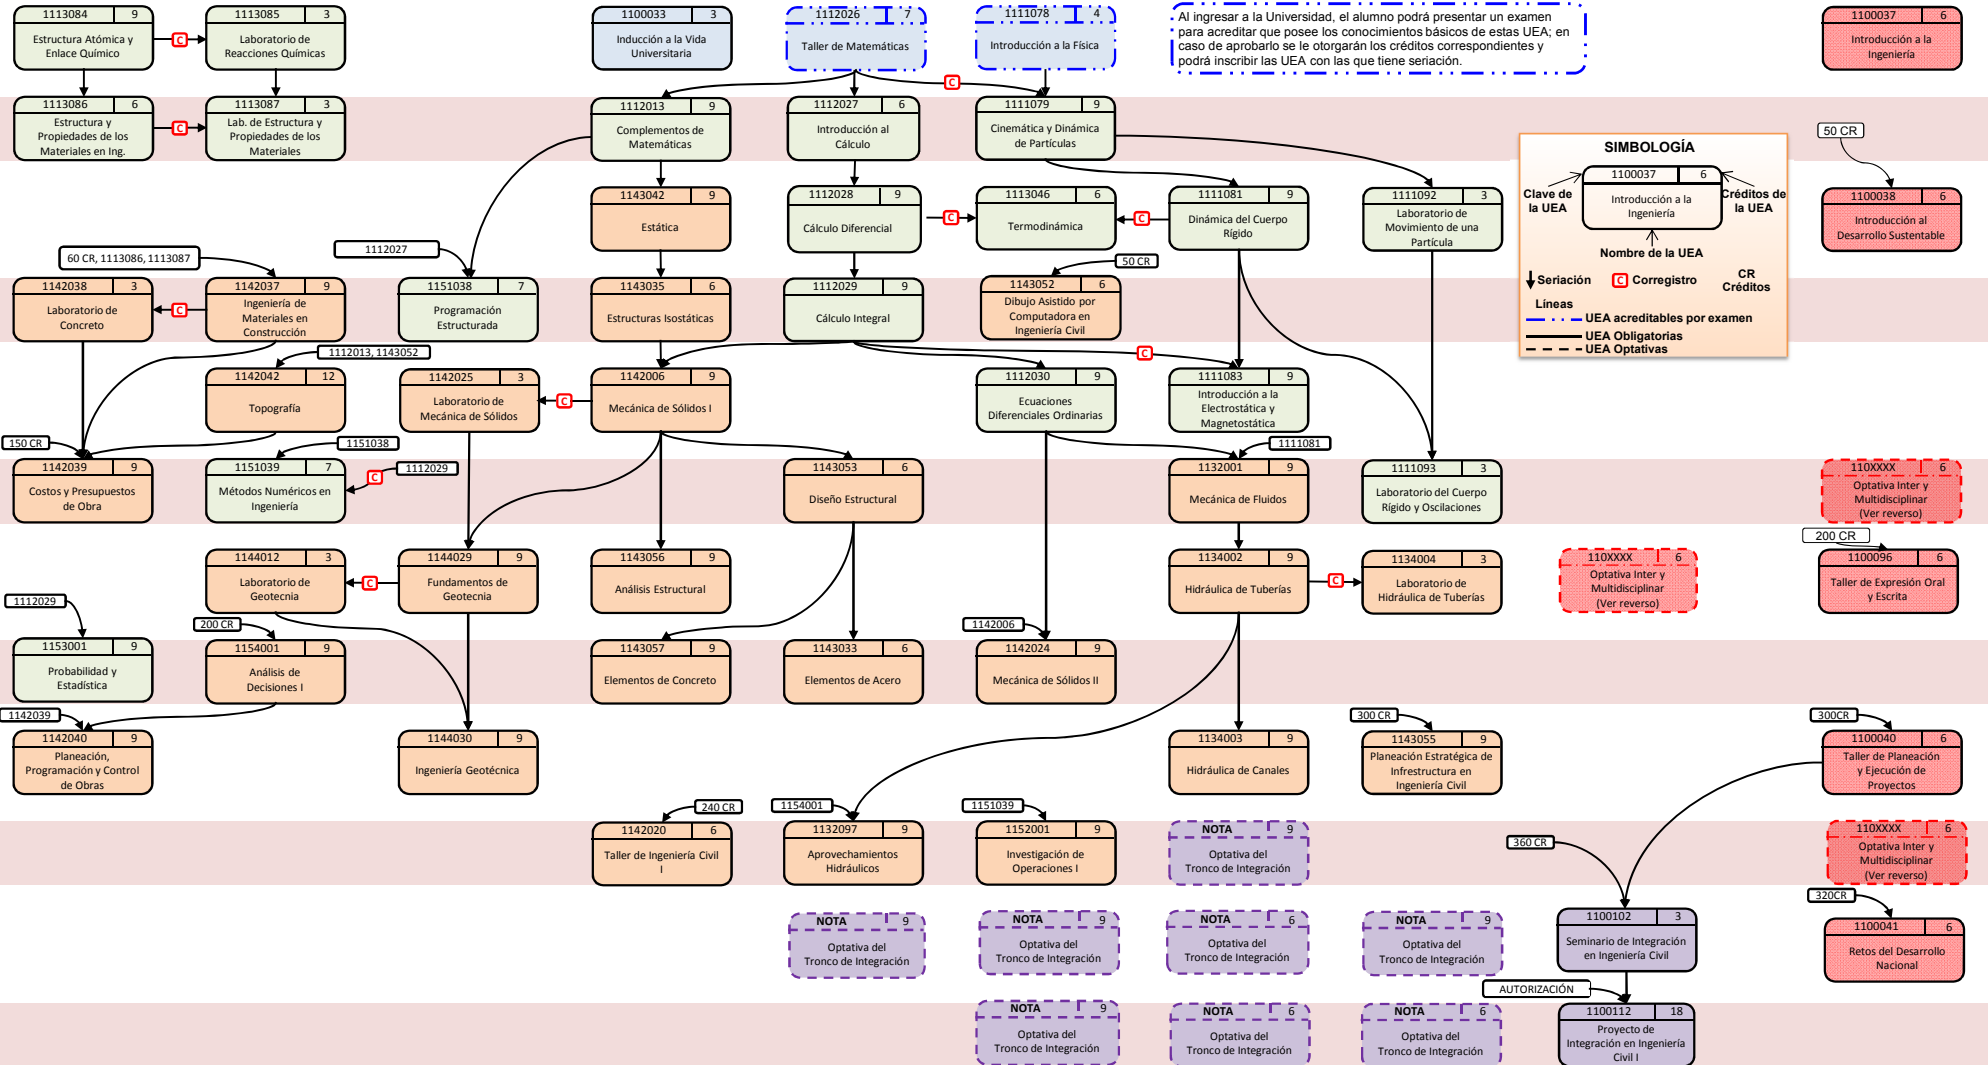 1113084 9
Estructura Atómica y
Enlace Químico
C
1113085 3
Laboratorio de
Reacciones Químicas
1100033 3
Inducción a la Vida
Universitaria
1112026 7
Taller de Matemáticas
1111078 4
Introducción a la Física
Al ingresar a la Universidad, el alumno podrá presentar un examen
para acreditar que posee los conocimientos básicos de estas UEA; en
caso de aprobarlo se le otorgarán los créditos correspondientes y
podrá inscribir las UEA con las que tiene seriación.
1100037 6
Introducción a la
Ingeniería
C
1113086 6
Estructura y
Propiedades de los
Materiales en Ing.
C
1113087 3
Lab. de Estructura y
Propiedades de los
Materiales
1112013 9
Complementos de
Matemáticas
1112027 6
Introducción al
Cálculo
1111079 9
Cinemática y Dinámica
de Partículas
50 CR
SIMBOLOGÍA
1100037 6
Introducción a la
Ingeniería
Clave de
la UEA
Créditos de
la UEA
Nombre de la UEA
Seriación
C Corregistro
CR
Créditos
Líneas
UEA acreditables por examen
UEA Obligatorias
UEA Optativas
1143042 9
Estática
1112028 9
Cálculo Diferencial
C
1113046 6
Termodinámica
C
1111081 9
Dinámica del Cuerpo
Rígido
1111092 3
Laboratorio de
Movimiento de una
Partícula
1100038 6
Introducción al
Desarrollo Sustentable
60 CR, 1113086, 1113087
1112027
50 CR
1142038 3
Laboratorio de
Concreto
C
1142037 9
Ingeniería de
Materiales en
Construcción
1151038 7
Programación
Estructurada
1143035 6
Estructuras Isostáticas
1112029 9
Cálculo Integral
1143052 6
Dibujo Asistido por
Computadora en
Ingeniería Civil
1112013, 1143052
C
1142042 12
Topografía
1142025 3
Laboratorio de
Mecánica de Sólidos
C
1142006 9
Mecánica de Sólidos I
1112030 9
Ecuaciones
Diferenciales Ordinarias
1111083 9
Introducción a la
Electrostática y
Magnetostática
150 CR
1151038
1111081
1142039 9
Costos y Presupuestos
de Obra
1151039 7
Métodos Numéricos en
Ingeniería
C
1112029
1143053 6
Diseño Estructural
1132001 9
Mecánica de Fluidos
1111093 3
Laboratorio del Cuerpo
Rígido y Oscilaciones
110XXXX 6
Optativa Inter y
Multidisciplinar
(Ver reverso)
200 CR
1144012 3
Laboratorio de
Geotecnia
C
1144029 9
Fundamentos de
Geotecnia
1143056 9
Análisis Estructural
1134002 9
Hidráulica de Tuberías
C
1134004 3
Laboratorio de
Hidráulica de Tuberías
110XXXX 6
Optativa Inter y
Multidisciplinar
(Ver reverso)
1100096 6
Taller de Expresión Oral
y Escrita
1112029
200 CR
1142006
1153001 9
Probabilidad y
Estadística
1154001 9
Análisis de
Decisiones I
1143057 9
Elementos de Concreto
1143033 6
Elementos de Acero
1142024 9
Mecánica de Sólidos II
1142039
300 CR
300CR
1142040 9
Planeación,
Programación y Control
de Obras
1144030 9
Ingeniería Geotécnica
1134003 9
Hidráulica de Canales
1143055 9
Planeación Estratégica de
Infrestructura en
Ingeniería Civil
1100040 6
Taller de Planeación
y Ejecución de
Proyectos
240 CR
1154001
1151039
360 CR
1142020 6
Taller de Ingeniería Civil
I
1132097 9
Aprovechamientos
Hidráulicos
1152001 9
Investigación de
Operaciones I
NOTA 9
Optativa del
Tronco de Integración
110XXXX 6
Optativa Inter y
Multidisciplinar
(Ver reverso)
320CR
NOTA 9
Optativa del
Tronco de Integración
NOTA 9
Optativa del
Tronco de Integración
NOTA 6
Optativa del
Tronco de Integración
NOTA 9
Optativa del
Tronco de Integración
1100102 3
Seminario de Integración
en Ingeniería Civil
1100041 6
Retos del Desarrollo
Nacional
AUTORIZACIÓN
NOTA 9
Optativa del
Tronco de Integración
NOTA 6
Optativa del
Tronco de Integración
NOTA 6
Optativa del
Tronco de Integración
1100112 18
Proyecto de
Integración en Ingeniería
Civil I